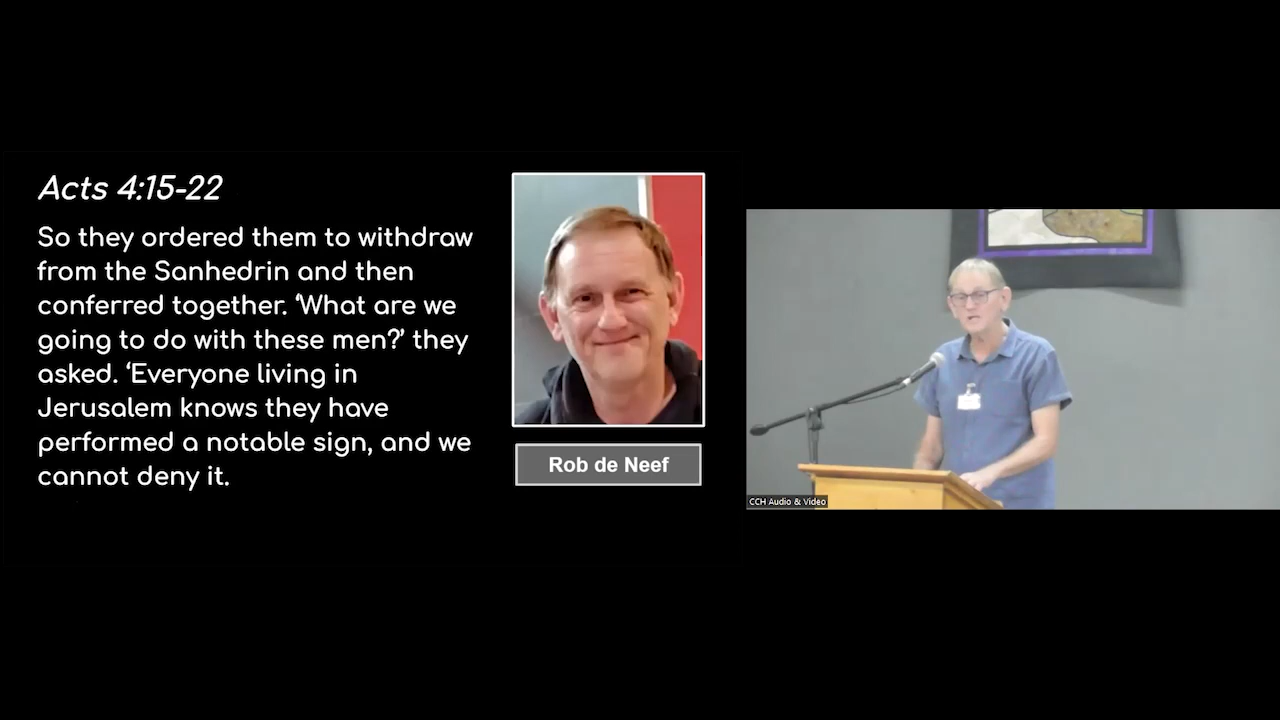 Acts 4:15-22
So they ordered them to withdraw
from the Sanhedrin and then
conferred together. ‘What are we
going to do with these men?’ they
asked. ‘Everyone living in
Jerusalem knows they have
performed a notable sign, and we
cannot deny it.
Rob de Neef
CCH Audio & Video